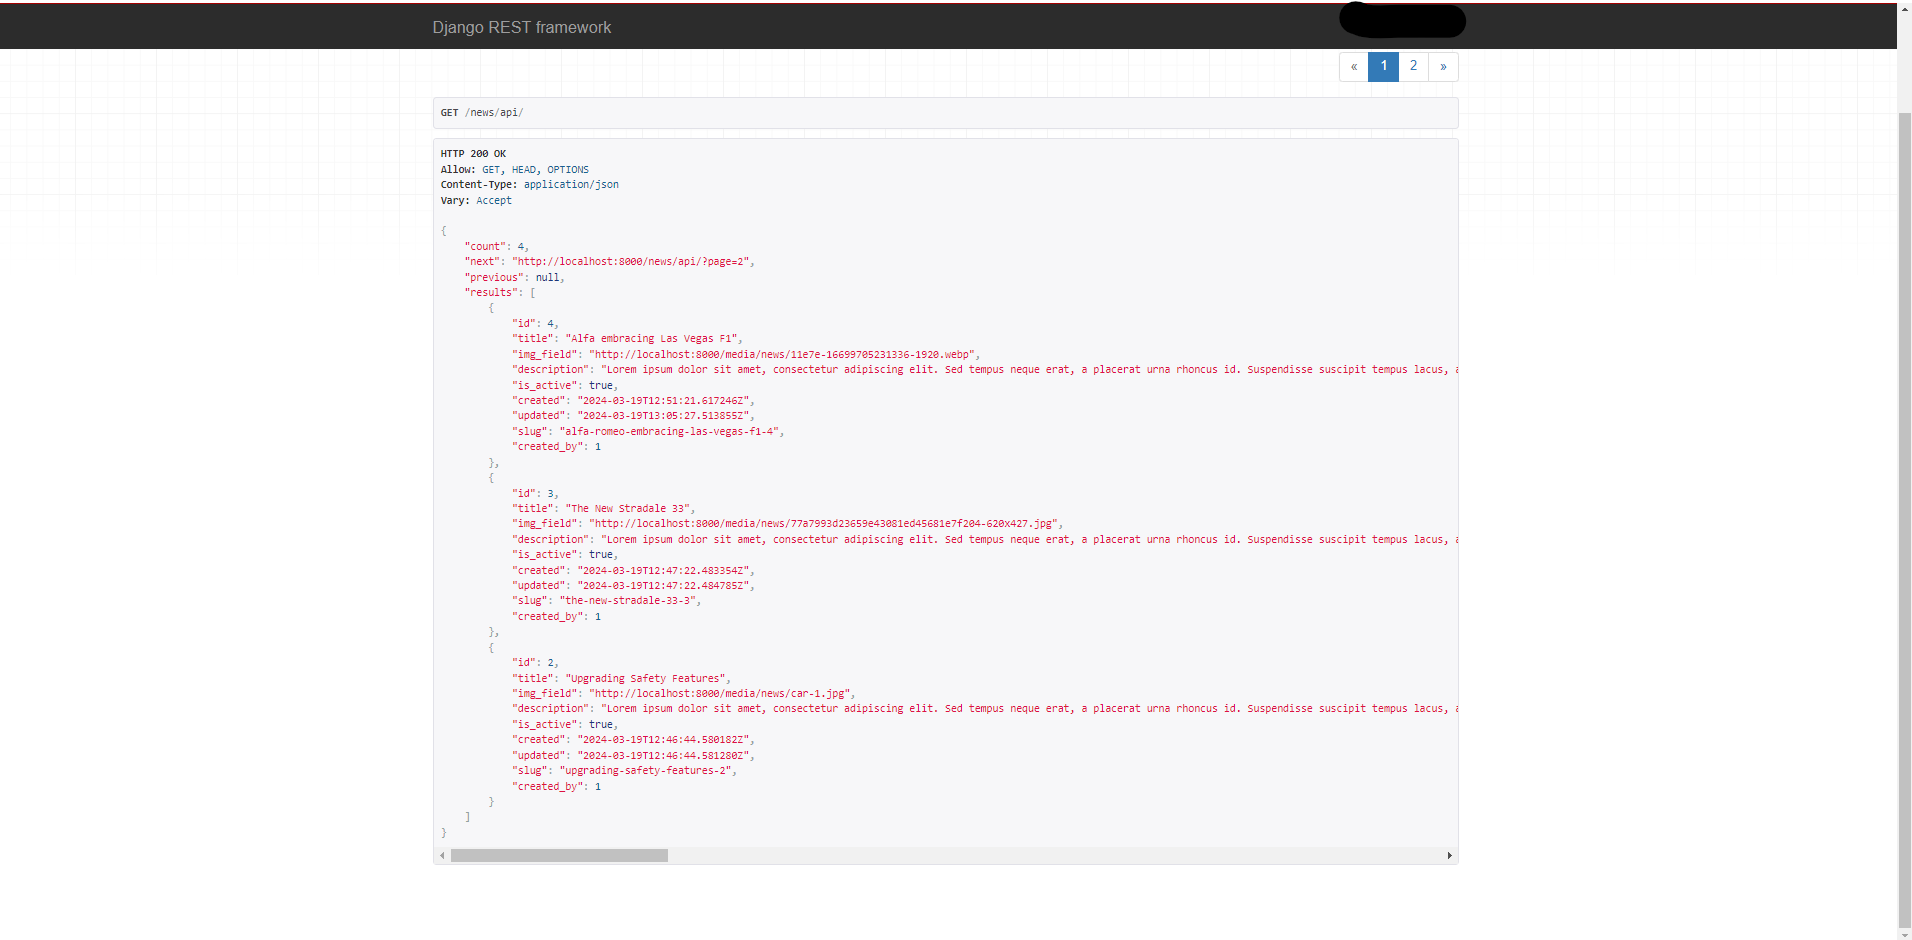 Django REST framework
« 1 2 »
GET /news/api/
HTTP 200 OK
Allow: GET, HEAD, OPTIONS
Content-Type: application/json
Vary: Accept
{
    "count": 4,
    "next": "http://localhost:8000/news/api/?page=2",
    "previous": null,
    "results": [
        {
            "id": 4,
            "title": "Alfa embracing Las Vegas F1",
            "img_field": "http://localhost:8000/media/news/11e7e-16699705231336-1920.webp",
            "description": "Lorem ipsum dolor sit amet, consectetur adipiscing elit. Sed tempus neque erat, a placerat urna rhoncus id. Suspendisse suscipit tempus lacus,
            "is_active": true,
            "created": "2024-03-19T12:51:21.617246Z",
            "updated": "2024-03-19T13:05:27.513855Z",
            "slug": "alfa-romeo-embracing-las-vegas-f1-4",
            "created_by": 1
        },
        {
            "id": 3,
            "title": "The New Stradale 33",
            "img_field": "http://localhost:8000/media/news/77a7993d23659e43081ed45681e7f204-620x427.jpg",
            "description": "Lorem ipsum dolor sit amet, consectetur adipiscing elit. Sed tempus neque erat, a placerat urna rhoncus id. Suspendisse suscipit tempus lacus,
            "is_active": true,
            "created": "2024-03-19T12:47:22.483354Z",
            "updated": "2024-03-19T12:47:22.484785Z",
            "slug": "the-new-stradale-33-3",
            "created_by": 1
        },
        {
            "id": 2,
            "title": "Upgrading Safety Features",
            "img_field": "http://localhost:8000/media/news/car-1.jpg",
            "description": "Lorem ipsum dolor sit amet, consectetur adipiscing elit. Sed tempus neque erat, a placerat urna rhoncus id. Suspendisse suscipit tempus lacus,
            "is_active": true,
            "created": "2024-03-19T12:46:44.580182Z",
            "updated": "2024-03-19T12:46:44.581280Z",
            "slug": "upgrading-safety-features-2",
            "created_by": 1
        }
    ]
}